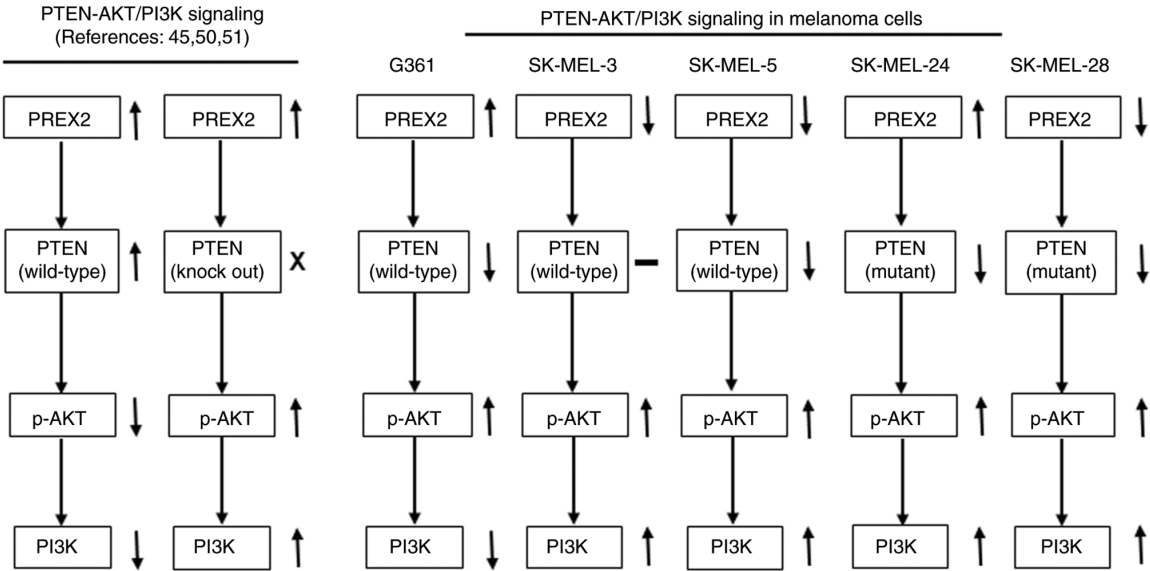 PTEN-AKT/PI3K signaling
(References: 45,50,51)
PTEN-AKT/PI3K signaling in melanoma cells
G361 SK-MEL-3 SK-MEL-5 SK-MEL-24 SK-MEL-28
PREX2 PREX2 PREX2 PREX2 PREX2 PREX2 PREX2
PTEN PTEN PTEN PTEN PTEN PTEN PTEN
(wild-type) (knock out) X (wild-type) (wild-type) (wild-type) (mutant) (mutant)
p-AKT p-AKT p-AKT p-AKT p-AKT p-AKT p-AKT
PI3K PI3K PI3K PI3K PI3K PI3K PI3K